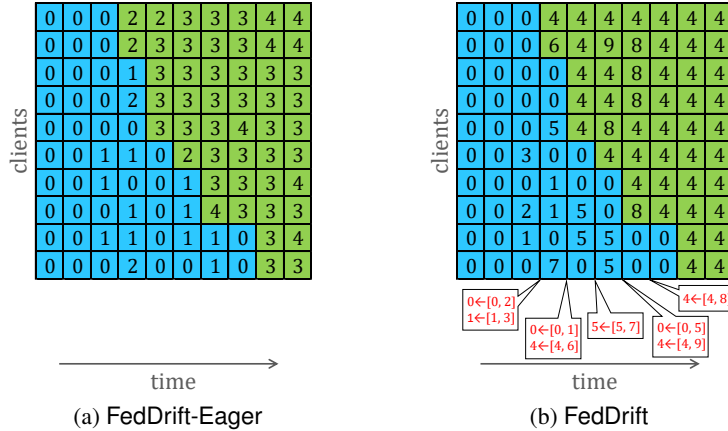 0 0 0 2 2 3 3 3 4 4
0 0 0 2 3 3 3 3 4 4
0 0 0 1 3 3 3 3 3 3
0 0 0 2 3 3 3 3 3 3
0 0 0 0 3 3 3 4 3 3
0 0 1 1 0 2 3 3 3 3
0 1 0 0 0 1 3 3 3 4
0 0 0 1 0 1 4 3 3 3
0 0 1 1 0 1 1 0 3 4
0 0 0 2 0 0 1 0 3 3
clients
time
(a) FedDrift-Eager
0 0 0 4 4 4 4 4 4 4
0 0 0 6 4 9 8 4 4 4
0 0 0 0 4 4 8 4 4 4
0 0 0 0 4 4 4 4 4 4
0 0 0 5 4 8 4 4 4 4
0 0 3 0 0 4 4 4 4 4
0 0 0 1 0 0 4 4 4 4
0 0 2 1 5 0 8 4 4 4
0 0 1 0 5 5 0 0 4 4
0 0 0 7 0 5 0 0 4 4
clients
0←[0, 2]
1←[1, 3]
0←[0, 1]
4←[4, 6]
5←[5, 7]
0←[0, 5]
4←[4, 9]
4←[4, 8]
time
(b) FedDrift